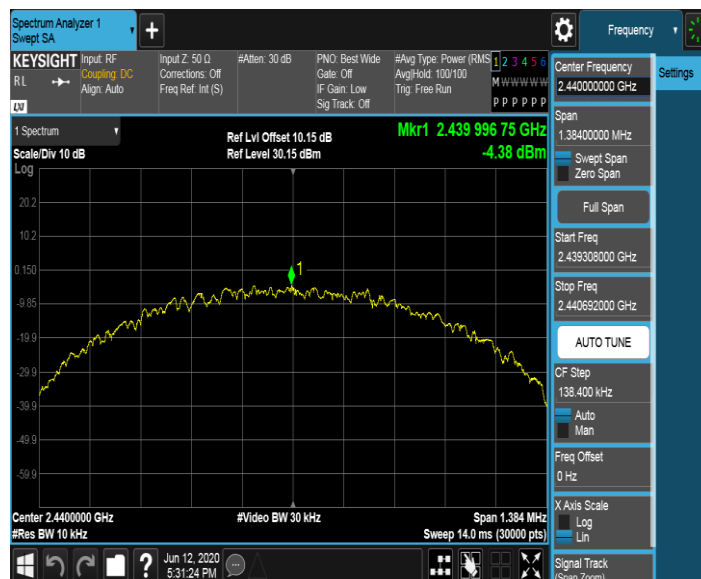 Spectrum Analyzer 1
Swept SA
Frequency
KEYSIGHT
RL
LXI
Input: RF
Coupling: DC
Align: Auto
Input Z: 50 Ω
Corrections: Off
Freq Ref: Int (S)
#Atten: 30 dB
PNO: Best Wide
Gate: Off
IF Gain: Low
Sig Track: Off
#Avg Type: Power (RMS
Avg|Hold: 100/100
Trig: Free Run
1 2 3 4 5 6
M W W W W W
P P P P P P
1 Spectrum
Scale/Div 10 dB
Ref Lvl Offset 10.15 dB
Ref Level 30.15 dBm
Mkr1 2.439 996 75 GHz
-4.38 dBm
Log
20.2
10.2
0.150
-9.85
-19.9
-29.9
-39.9
-49.9
-59.9
1
Center 2.4400000 GHz
#Res BW 10 kHz
#Video BW 30 kHz
Span 1.384 MHz
Sweep 14.0 ms (30000 pts)
Jun 12, 2020
5:31:24 PM
Center Frequency
2.440000000 GHz
Span
1.38400000 MHz
Swept Span
Zero Span
Full Span
Start Freq
2.439308000 GHz
Stop Freq
2.440692000 GHz
AUTO TUNE
CF Step
138.400 kHz
Auto
Man
Freq Offset
0 Hz
X Axis Scale
Log
Lin
Signal Track
(Span Zoom)
Settings